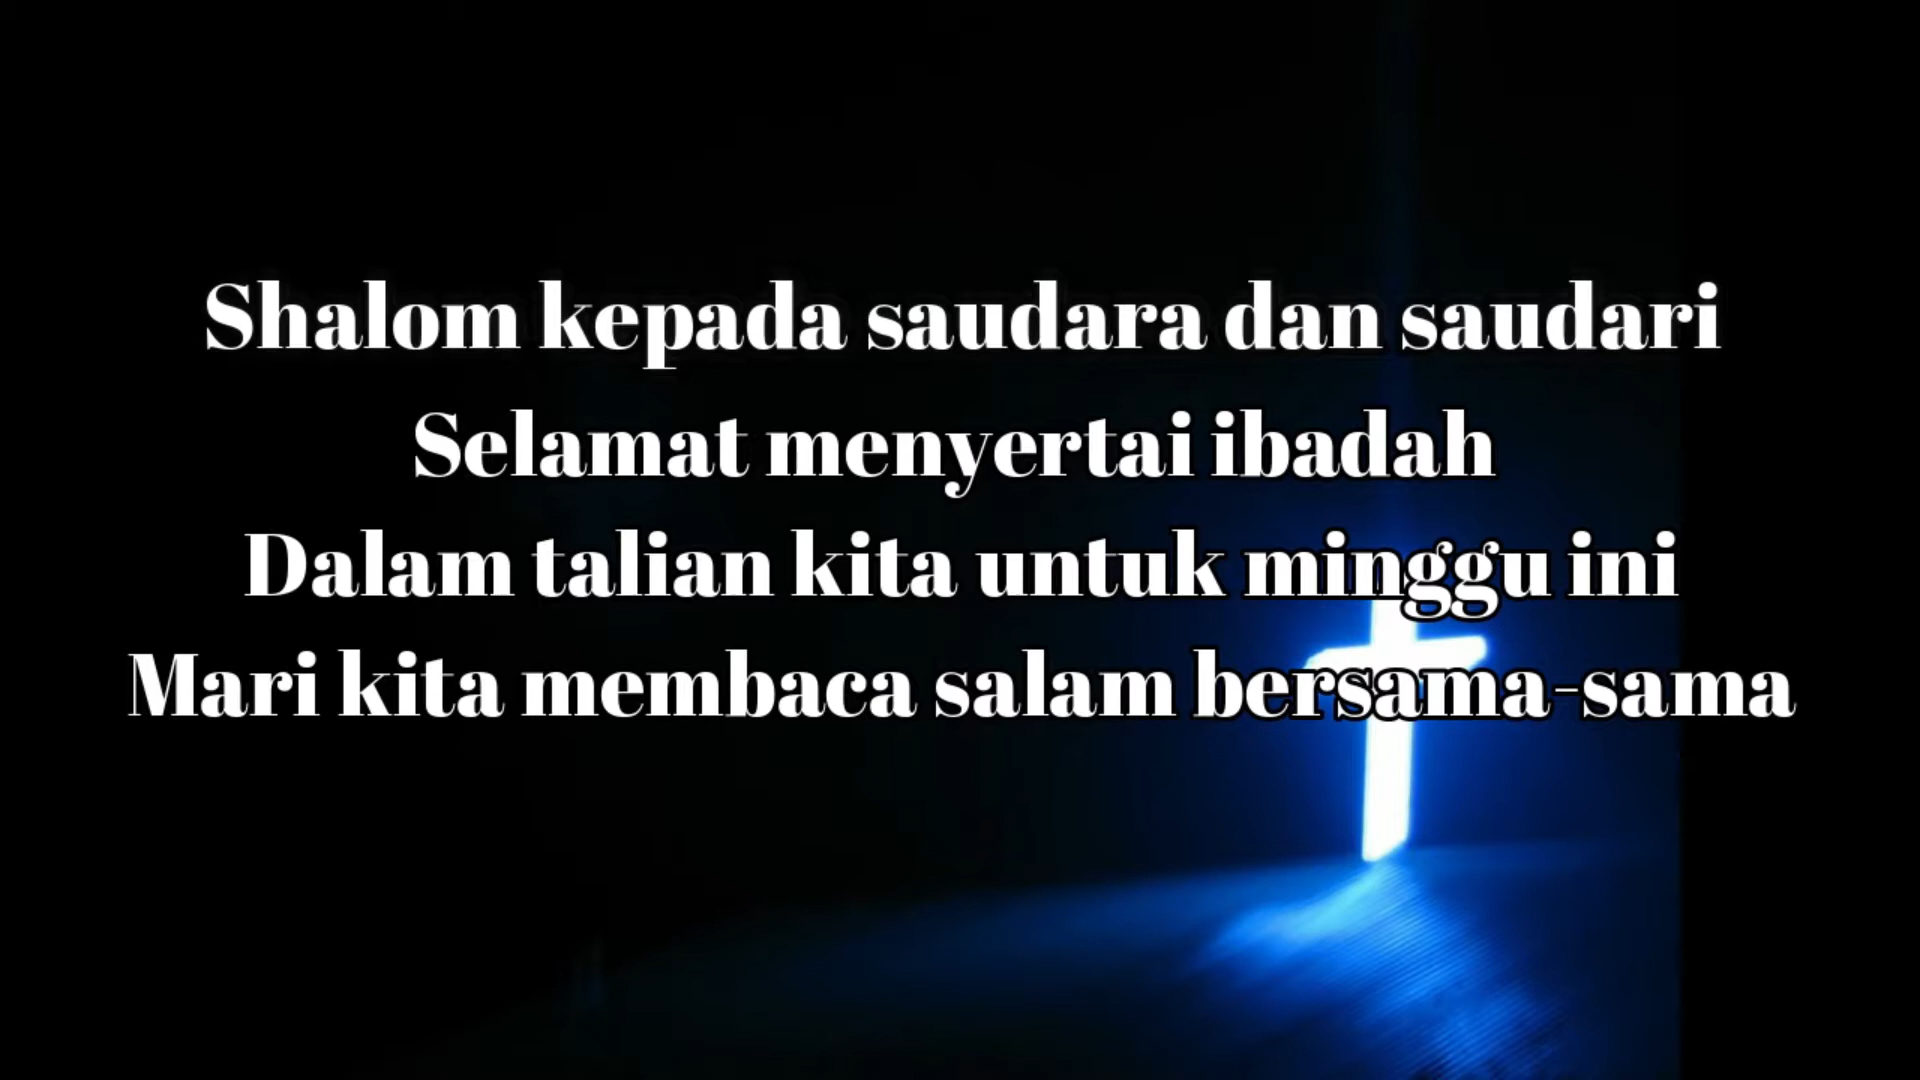 Shalom kepada saudara dan saudari
Selamat menyertai ibadah
Dalam talian kita untuk minggu ini
Mari kita membaca salam bersama-sama